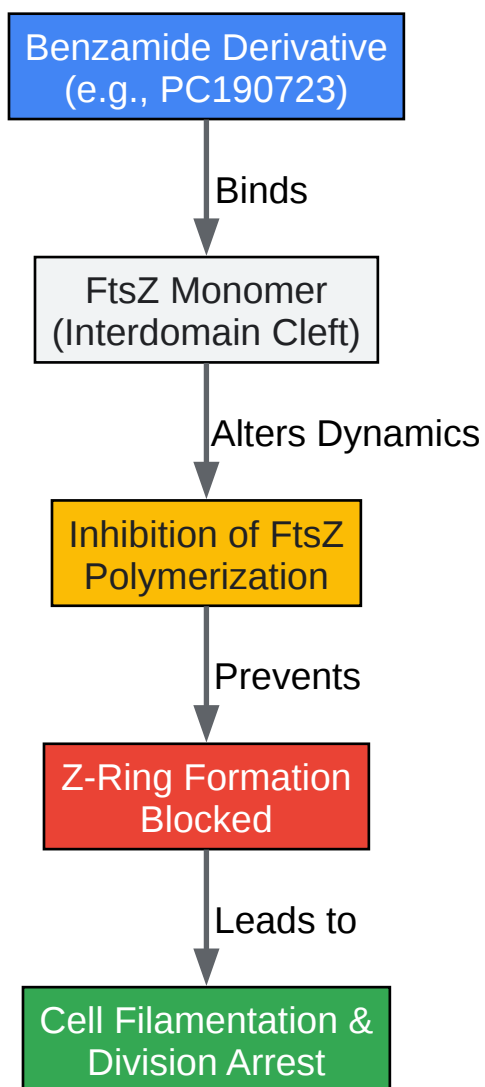 Benzamide Derivative
(e.g., PC190723)
Binds
FtsZ Monomer
(Interdomain Cleft)
Alters Dynamics
Inhibition of FtsZ
Polymerization
Prevents
Z-Ring Formation
Blocked
Leads to
Cell Filamentation &
Division Arrest